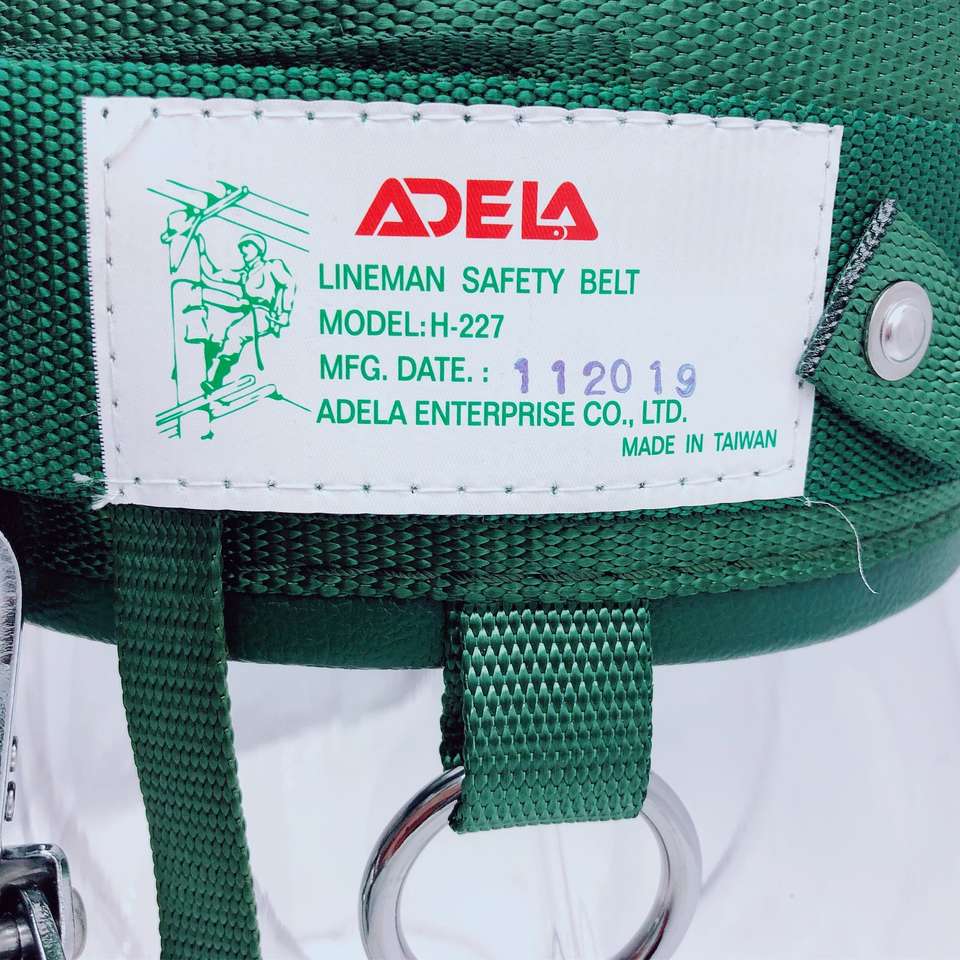 ADELA
LINEMAN SAFETY BELT
MODEL: H-227
MFG. DATE. : 112019
ADELA ENTERPRISE CO., LTD.
MADE IN TAIWAN